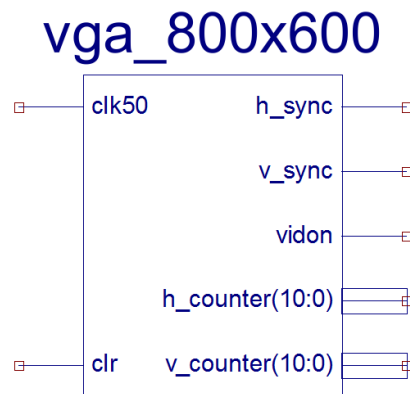 vga_800x600
clk50
h_sync
v_sync
vidon
h_counter(10:0)
clr
v_counter(10:0)